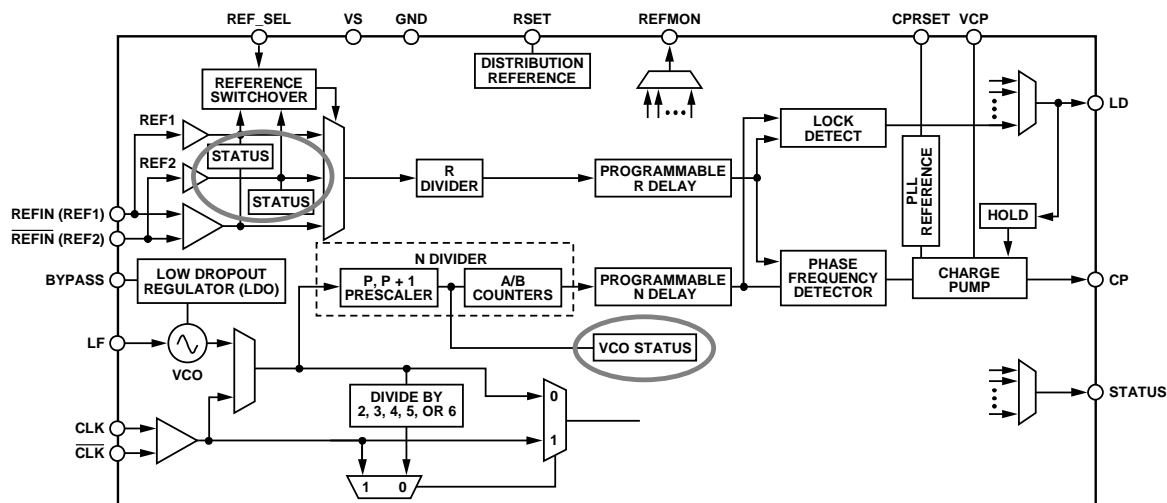 REF_SEL
VS
GND
RSET
REFMON
CPRSET
VCP
DISTRIBUTION
REFERENCE
REFERENCE
SWITCHOVER
REF1
STATUS
REF2
STATUS
LOCK
DETECT
LD
R
DIVIDER
PROGRAMMABLE
R DELAY
PLL
REFERENCE
HOLD
REFIN (REF1)
REFIN (REF2)
N DIVIDER
BYPASS
LOW DROPOUT
REGULATOR (LDO)
P, P + 1
PRESCALER
A/B
COUNTERS
PROGRAMMABLE
N DELAY
PHASE
FREQUENCY
DETECTOR
CHARGE
PUMP
CP
LF
VCO
VCO STATUS
DIVIDE BY
2, 3, 4, 5, OR 6
0
1
STATUS
CLK
CLK
1 0